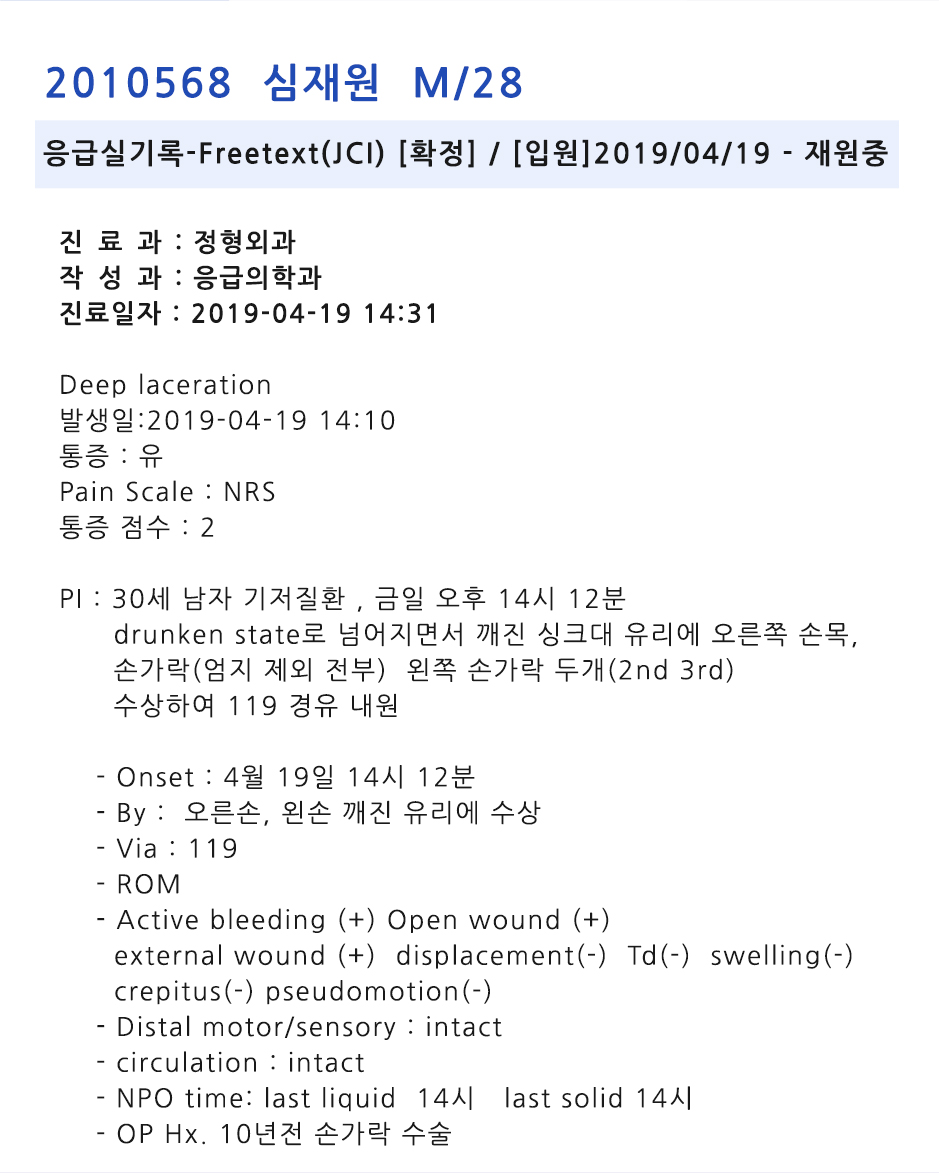 2010568 심재원 M/28
응급실기록-Freetext(JCI) [확정] / [입원]2019/04/19 - 재원중
진 료 과 : 정형외과
작 성 과 : 응급의학과
진료일자 : 2019-04-19 14:31
Deep laceration
발생일:2019-04-19 14:10
통증 : 유
Pain Scale : NRS
통증 점수 : 2
PI : 30세 남자 기저질환 , 금일 오후 14시 12분
drunken state로 넘어지면서 깨진 싱크대 유리에 오른쪽 손목,
손가락(엄지 제외 전부) 왼쪽 손가락 두개(2nd 3rd)
수상하여 119 경유 내원
- Onset : 4월 19일 14시 12분
- By : 오른손, 왼손 깨진 유리에 수상
- Via : 119
- ROM
- Active bleeding (+) Open wound (+)
external wound (+) displacement(-) Td(-) swelling(-)
crepitus(-) pseudomotion(-)
- Distal motor/sensory : intact
- circulation : intact
- NPO time: last liquid 14시 last solid 14시
- OP Hx. 10년전 손가락 수술